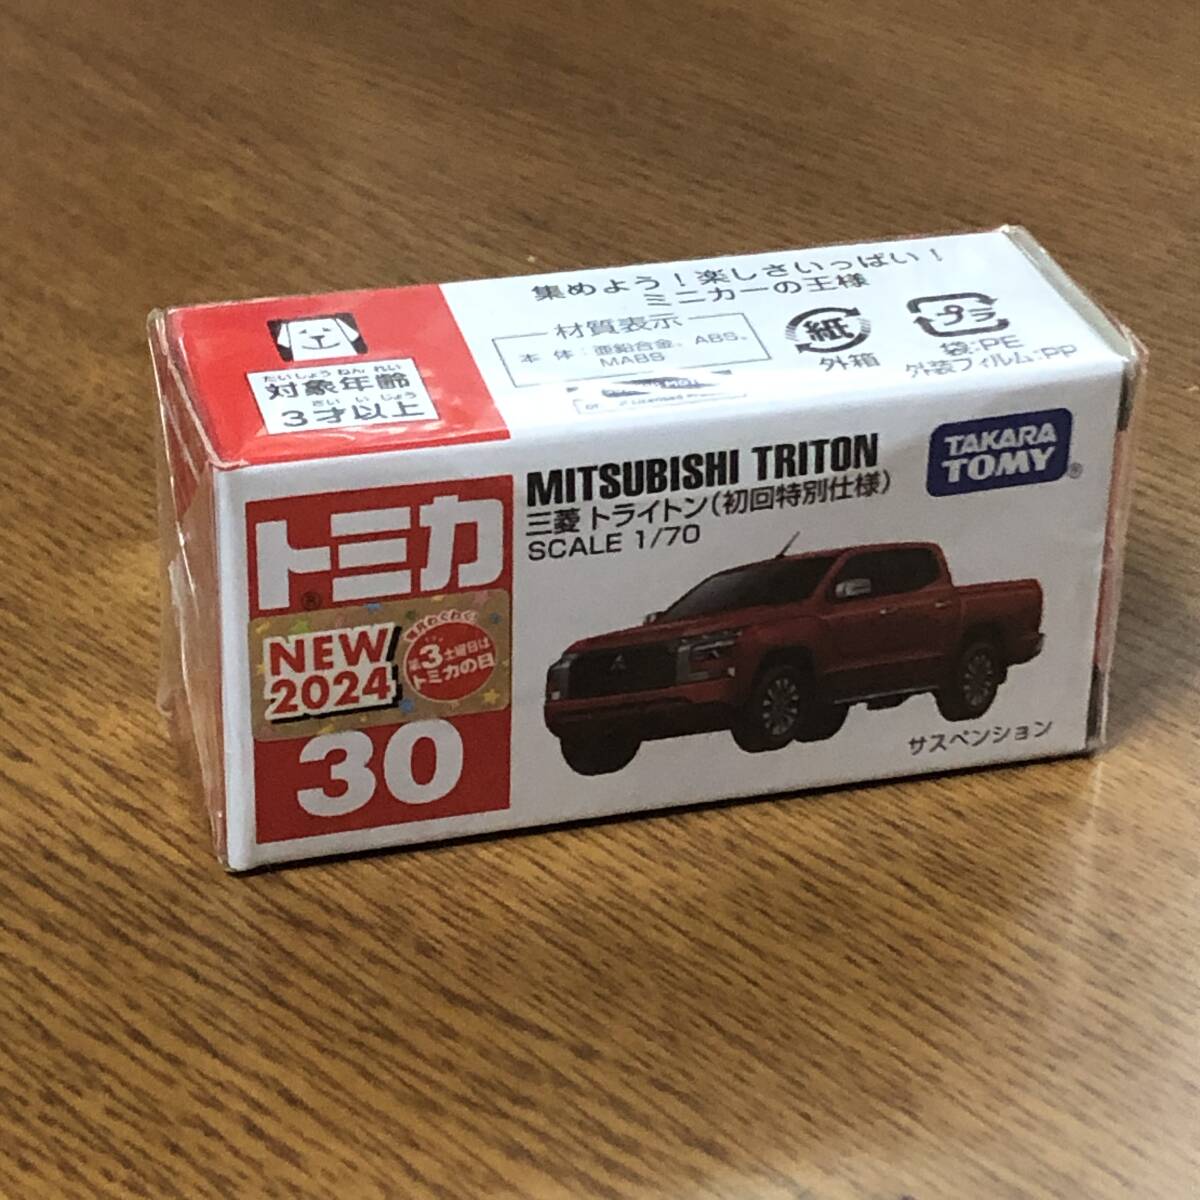 集めよう！楽しさいっぱい！
ミニカーの王様
材質表示
本 体：亜鉛合金、ABS、
MABS
紙
外箱
プラ
袋:PE
外装フィルム:PP
たいしょうねんれい
対象年齢
さいいじょう
3才以上
トミカ
®
NEW
2024
第3土曜日は
トミカの日
30
MITSUBISHI TRITON
三菱 トライトン(初回特別仕様)
SCALE 1/70
TAKARA
TOMY®
サスペンション